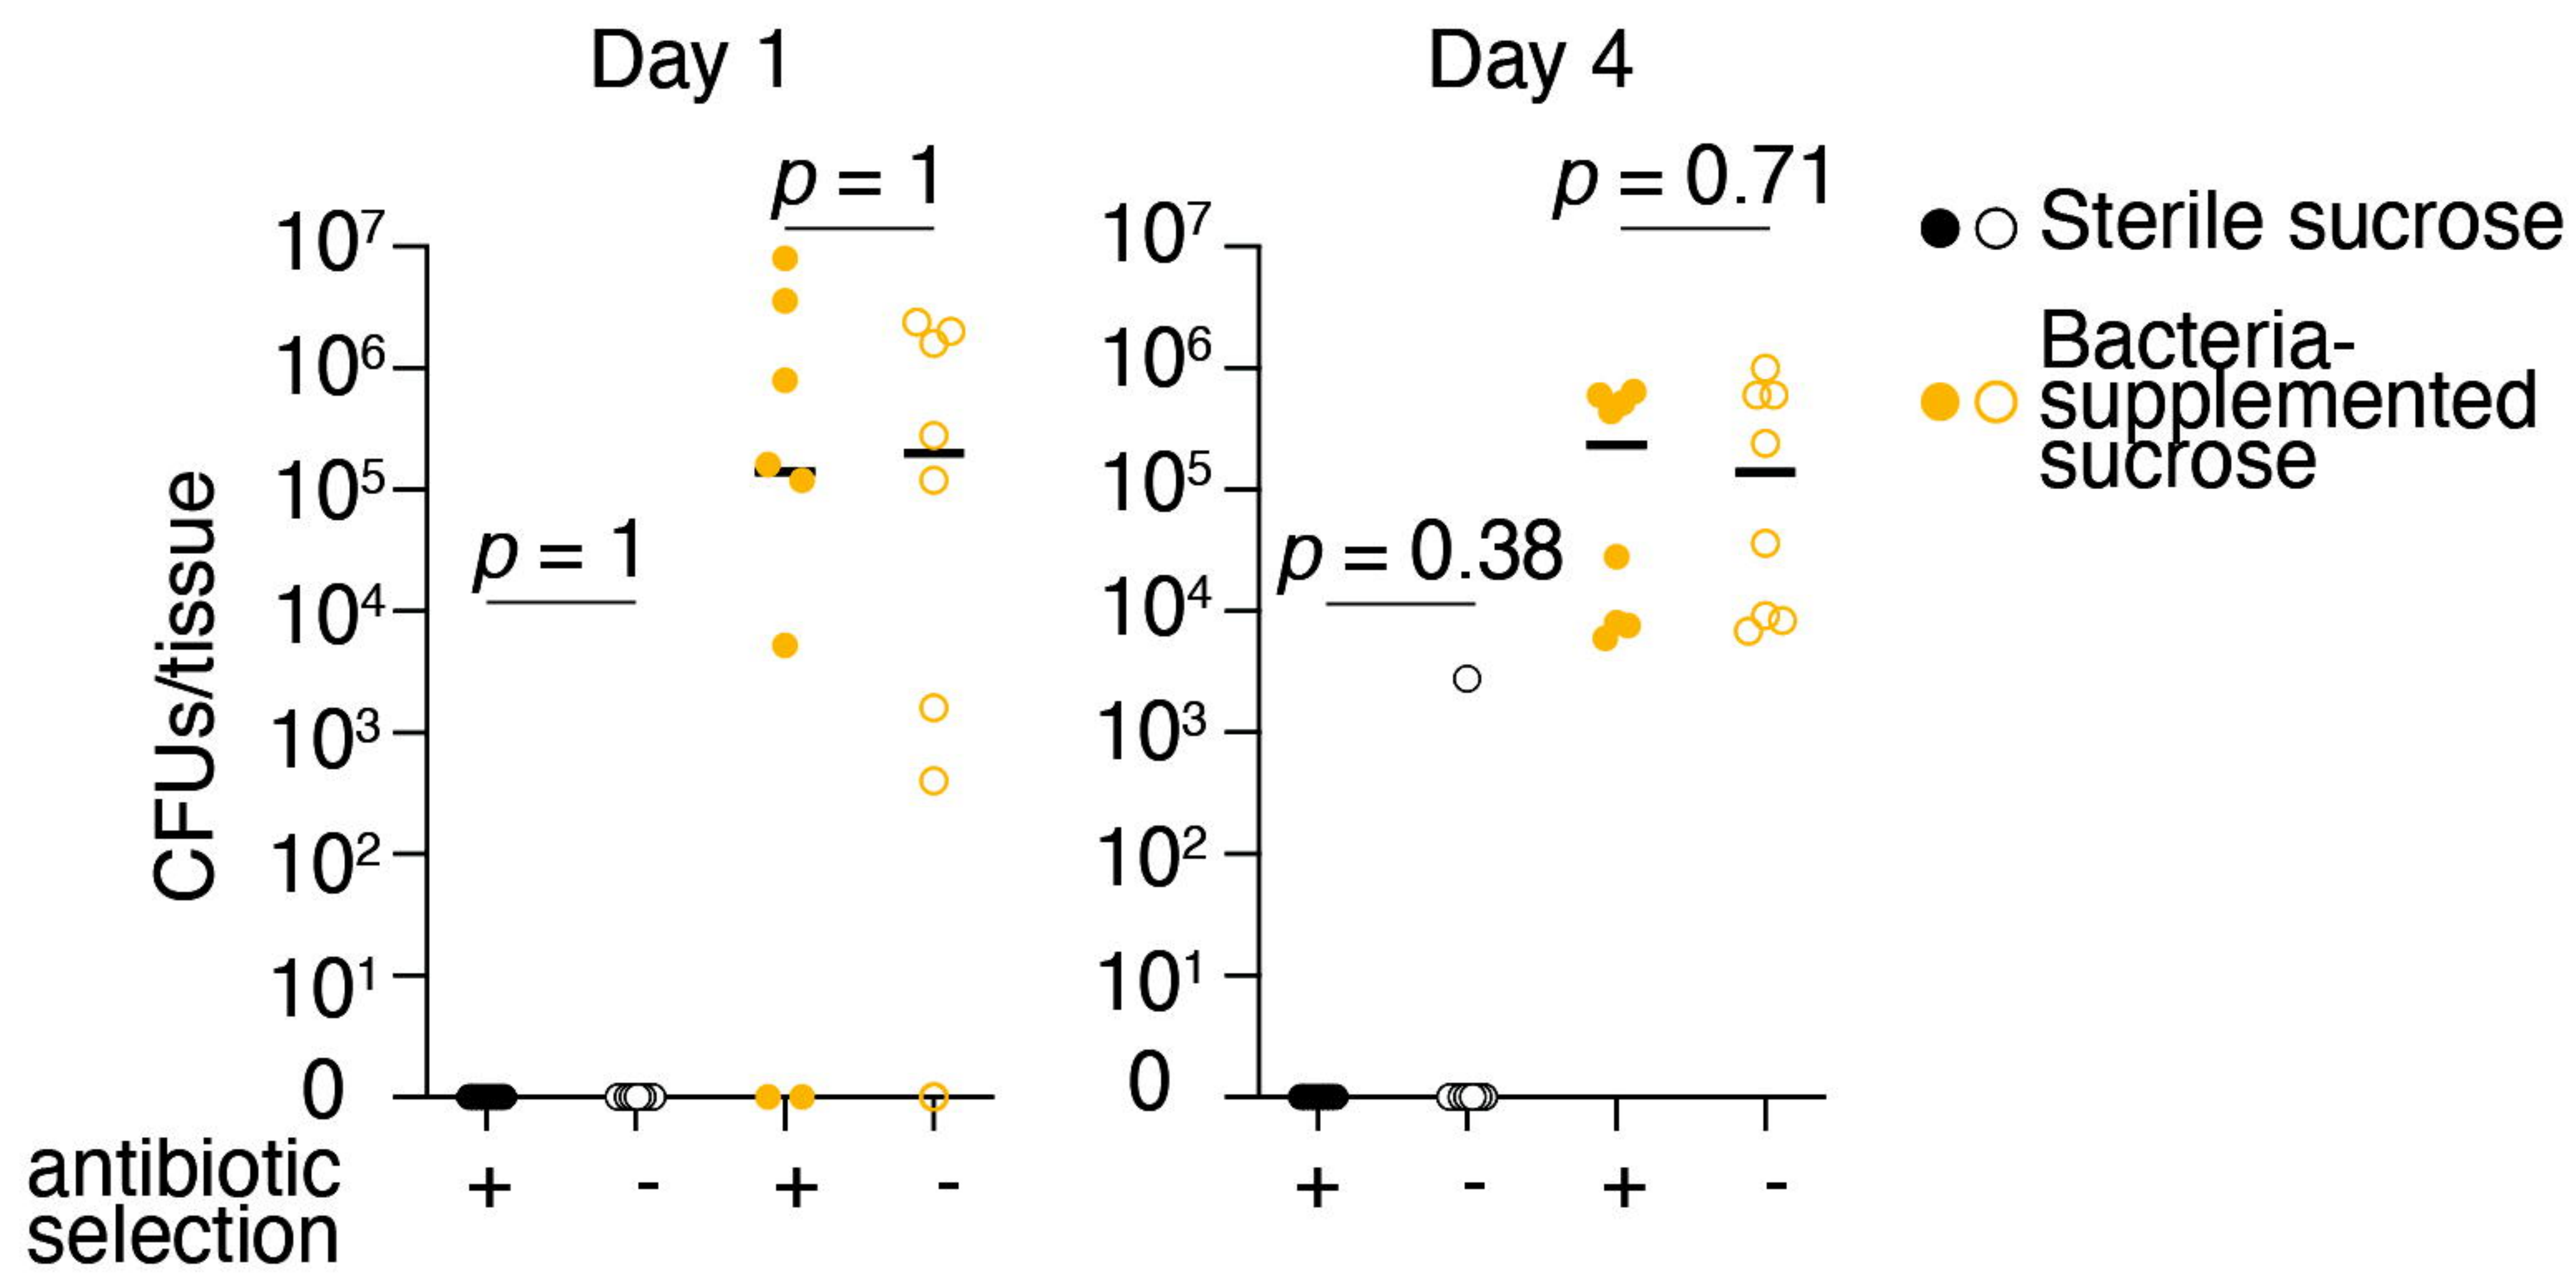 Day 1
Day 4
p = 1
p = 0.71
10⁷
10⁶
10⁵
10⁴
10³
10²
10¹
0
CFUs/tissue
p = 1
10⁷
10⁶
10⁵
10⁴
10³
10²
10¹
0
p = 0.38
Sterile sucrose
Bacteria-
supplemented
sucrose
antibiotic
selection
+ - + -
+ - + -